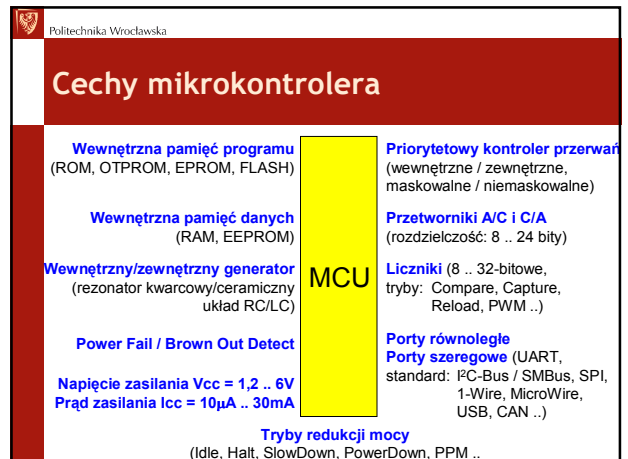 Politechnika Wrocławska
Cechy mikrokontrolera
Wewnętrzna pamięć programu
(ROM, OTPROM, EPROM, FLASH)
Wewnętrzna pamięć danych
(RAM, EEPROM)
Wewnętrzny/zewnętrzny generator
(rezonator kwarcowy/ceramiczny
układ RC/LC)
Power Fail / Brown Out Detect
Napięcie zasilania Vcc = 1,2 .. 6V
Prąd zasilania Icc = 10µA .. 30mA
MCU
Priorytetowy kontroler przerwań
(wewnętrzne / zewnętrzne,
maskowalne / niemaskowalne)
Przetworniki A/C i C/A
(rozdzielczość: 8 .. 24 bity)
Liczniki (8 .. 32-bitowe,
tryby: Compare, Capture,
Reload, PWM ..)
Porty równoległe
Porty szeregowe (UART,
standard: I²C-Bus / SMBus, SPI,
1-Wire, MicroWire,
USB, CAN ..)
Tryby redukcji mocy
(Idle, Halt, SlowDown, PowerDown, PPM ..